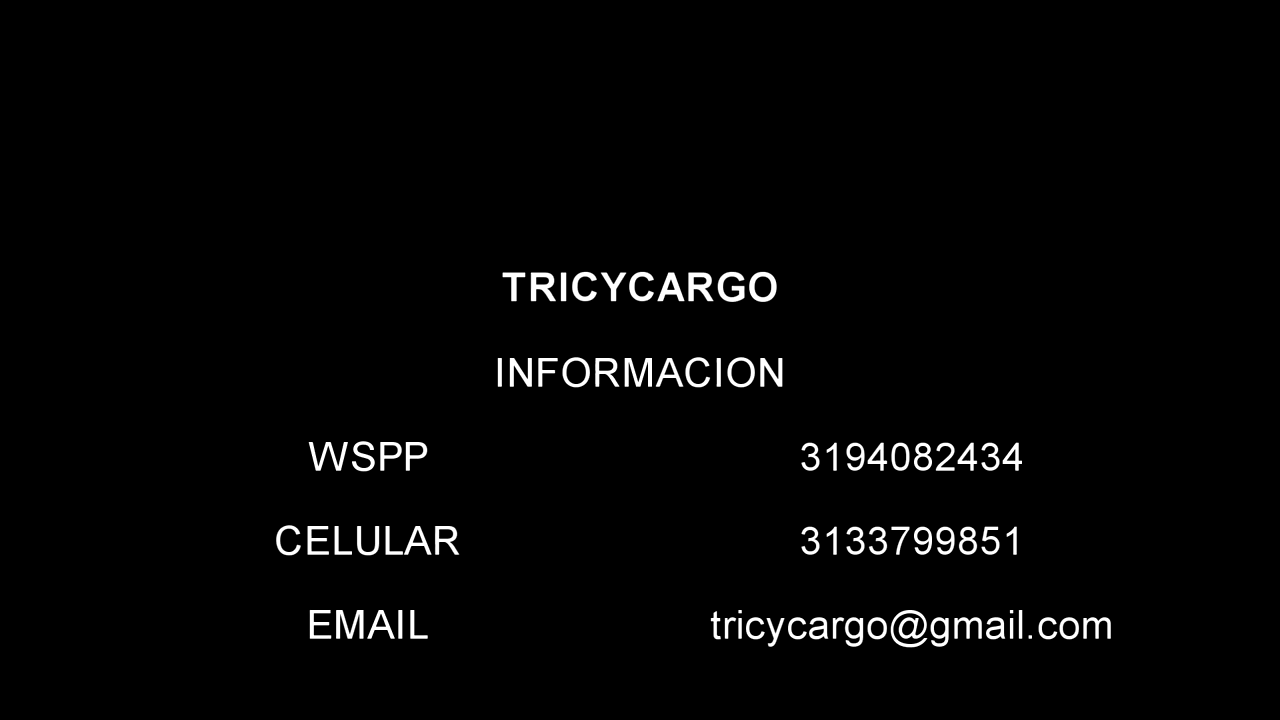 TRICYCARGO
INFORMACION
WSPP 3194082434
CELULAR 3133799851
EMAIL tricycargo@gmail.com